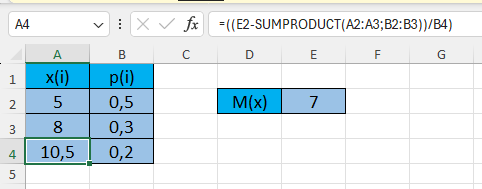 A4 fx =((E2-SUMPRODUCT(A2:A3;B2:B3))/B4)
A B C D E F G
1 x(i) p(i)
2 5 0,5 M(x) 7
3 8 0,3
4 10,5 0,2
5